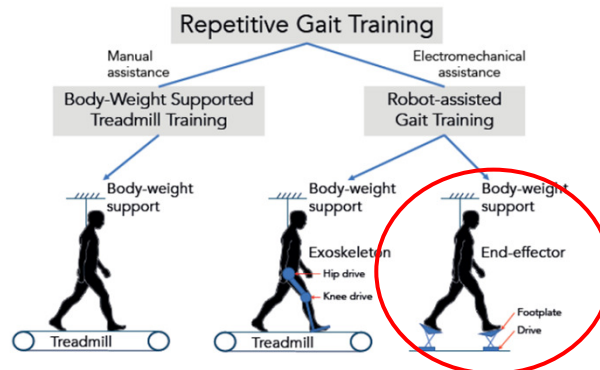 Repetitive Gait Training
Manual
assistance
Electromechanical
assistance
Body-Weight Supported
Treadmill Training
Robot-assisted
Gait Training
Body-weight
support
Treadmill
Body-weight
support
Exoskeleton
Hip drive
Knee drive
Treadmill
Body-weight
support
End-effector
Footplate
Drive